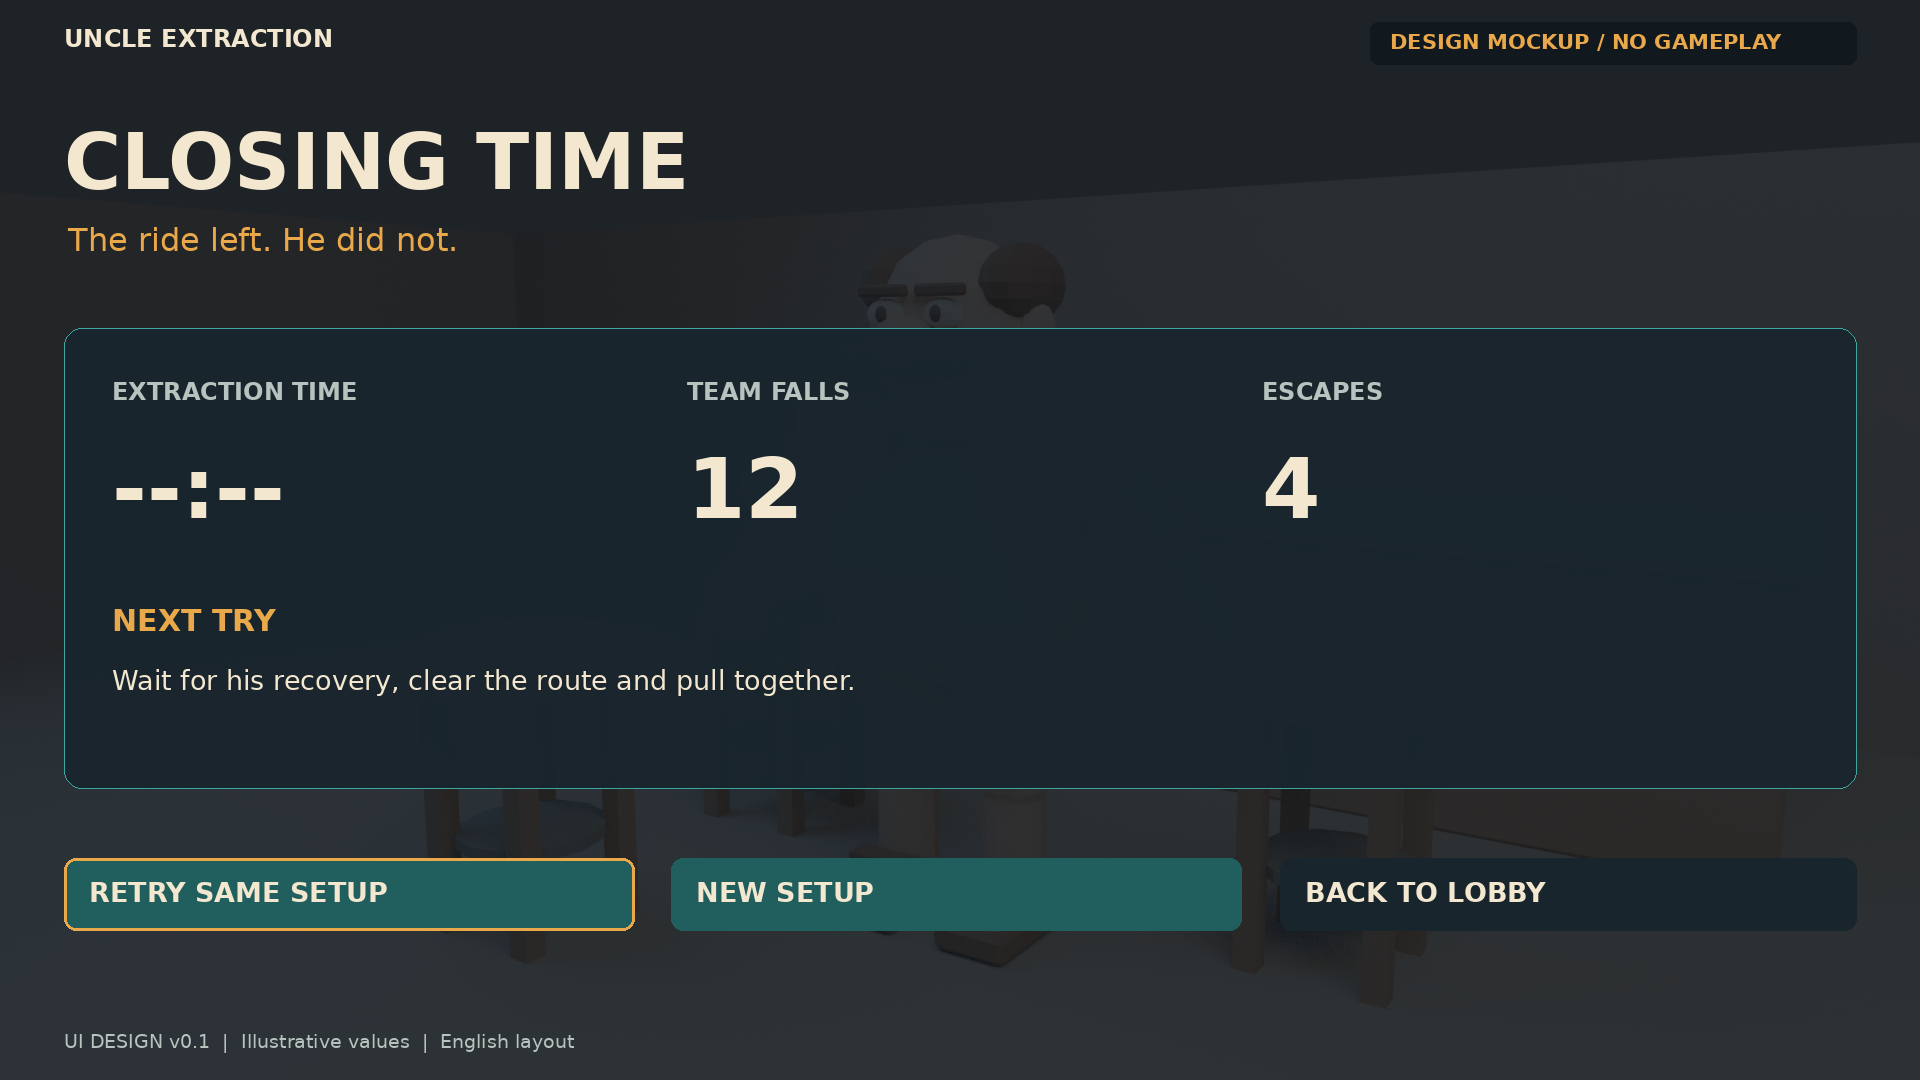 UNCLE EXTRACTION
DESIGN MOCKUP / NO GAMEPLAY
CLOSING TIME
The ride left. He did not.
EXTRACTION TIME
TEAM FALLS
ESCAPES
--:--
12
4
NEXT TRY
Wait for his recovery, clear the route and pull together.
RETRY SAME SETUP
NEW SETUP
BACK TO LOBBY
UI DESIGN v0.1 | Illustrative values | English layout